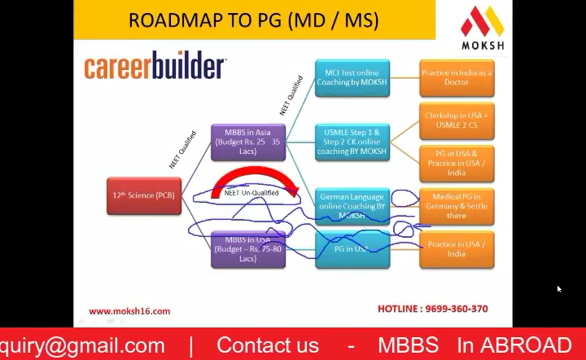 ROADMAP TO PG (MD / MS)
MOKSH
careerbuilder
NEET Qualified
NEET Qualified
MCI Test online
Coaching by MOKSH
Practice in India as a
Doctor
MBBS in Asia
(Budget Rs. 25 - 35
Lacs)
USMLE Step 1 &
Step 2 CK online
coaching BY MOKSH
Clerkship in USA +
USMLE 2 CS
PG in USA &
Practice in USA /
India
12th Science (PCB)
NEET Un-Qualified
German Language
online Coaching BY
MOKSH
Medical PG in
Germany & Settle
there
MBBS in USA
(Budget – Rs. 75-80
Lacs)
PG in USA
Practice in USA /
India
www.moksh16.com
HOTLINE : 9699-360-370
quiry@gmail.com | Contact us - MBBS In ABROAD